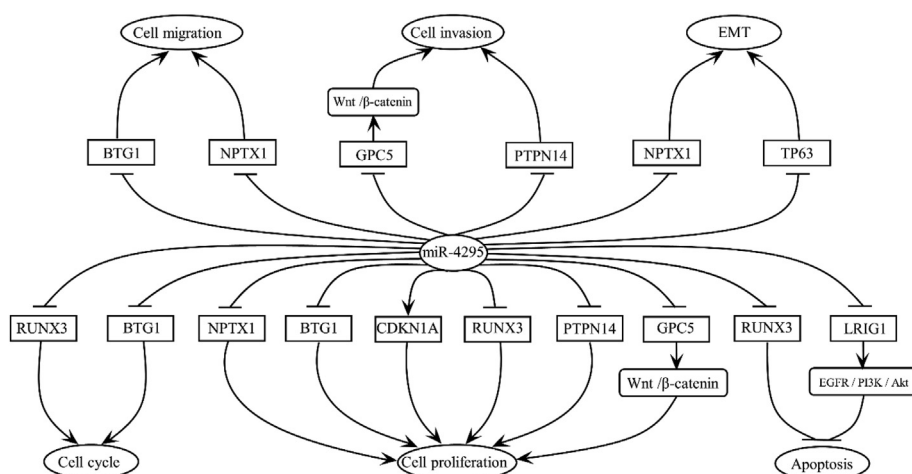 Cell migration
Cell invasion
EMT
Wnt /β-catenin
BTG1
NPTX1
GPC5
PTPN14
NPTX1
TP63
miR-4295
RUNX3
BTG1
NPTX1
BTG1
CDKN1A
RUNX3
PTPN14
GPC5
RUNX3
LRIG1
Wnt /β-catenin
EGFR / PI3K / Akt
Cell cycle
Cell proliferation
Apoptosis